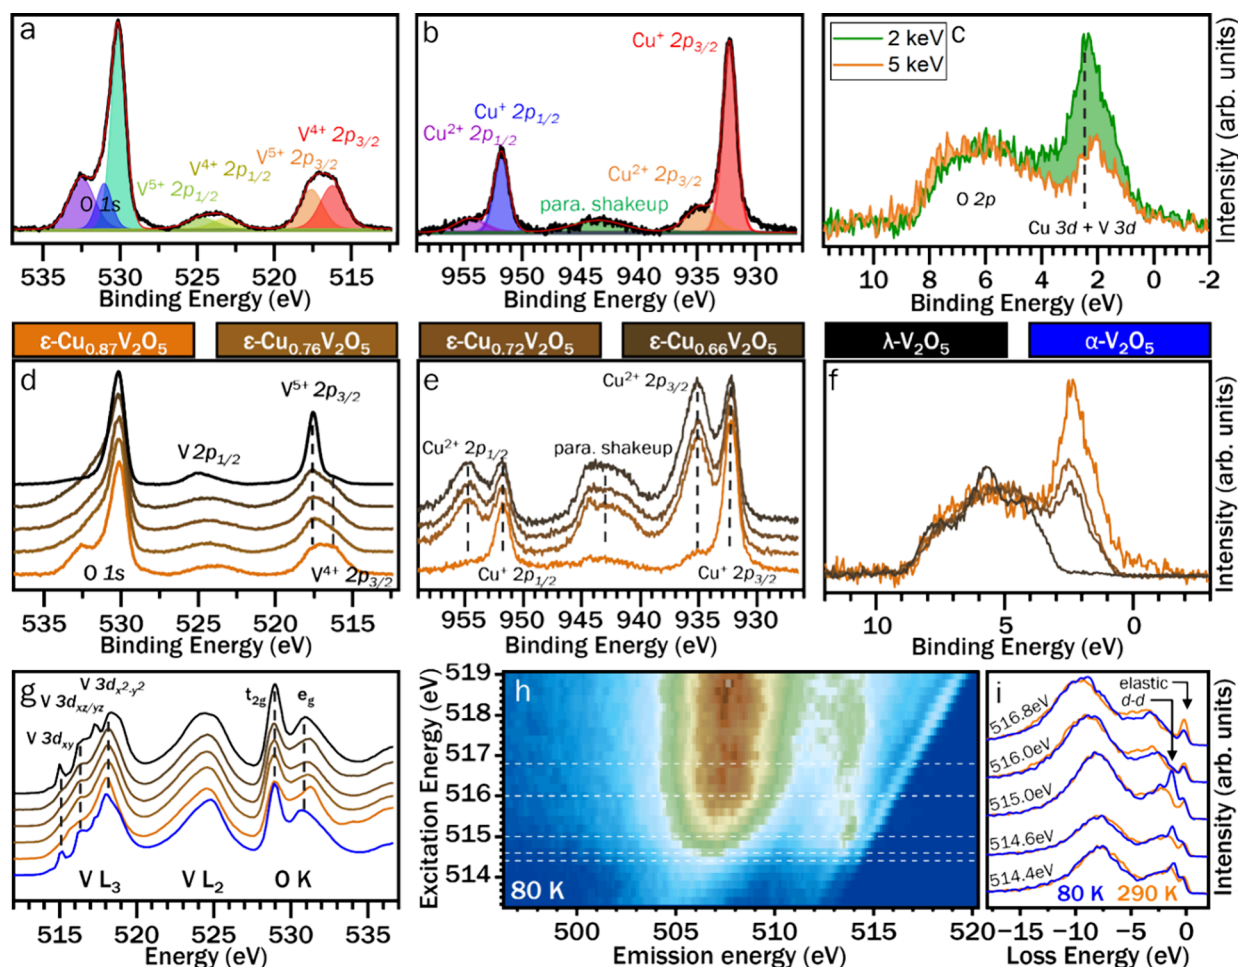 a
O 1s
V⁵⁺ 2p₁/₂
V⁴⁺ 2p₁/₂
V⁵⁺ 2p₃/₂
V⁴⁺ 2p₃/₂
535 530 525 520 515
Binding Energy (eV)
b
Cu⁺ 2p₃/₂
Cu⁺ 2p₁/₂
Cu²⁺ 2p₁/₂
Cu²⁺ 2p₃/₂
para. shakeup
955 950 945 940 935 930
Binding Energy (eV)
c
2 keV
5 keV
O 2p
Cu 3d + V 3d
10 8 6 4 2 0 -2
Binding Energy (eV)
Intensity (arb. units)
ε-Cu₀.₈₇V₂O₅
ε-Cu₀.₇₆V₂O₅
ε-Cu₀.₇₂V₂O₅
ε-Cu₀.₆₆V₂O₅
λ-V₂O₅
α-V₂O₅
d
V⁵⁺ 2p₃/₂
V 2p₁/₂
O 1s
V⁴⁺ 2p₃/₂
535 530 525 520 515
Binding Energy (eV)
e
Cu²⁺ 2p₃/₂
Cu²⁺ 2p₁/₂
para. shakeup
Cu⁺ 2p₁/₂
Cu⁺ 2p₃/₂
955 950 945 940 935 930
Binding Energy (eV)
f
10 5 0
Binding Energy (eV)
Intensity (arb. units)
g
V 3dₓ²-ᵧ²
V 3d_xz/yz
V 3d_xy
t₂g
e_g
V L₃
V L₂
O K
515 520 525 530 535
Energy (eV)
Excitation Energy (eV)
519
518
517
516
515
514
h
80 K
500 505 510 515 520
Emission energy (eV)
i
elastic
d-d
516.8eV
516.0eV
515.0eV
514.6eV
514.4eV
80 K
290 K
−15 −10 −5 0
Loss Energy (eV)
Intensity (arb. units)